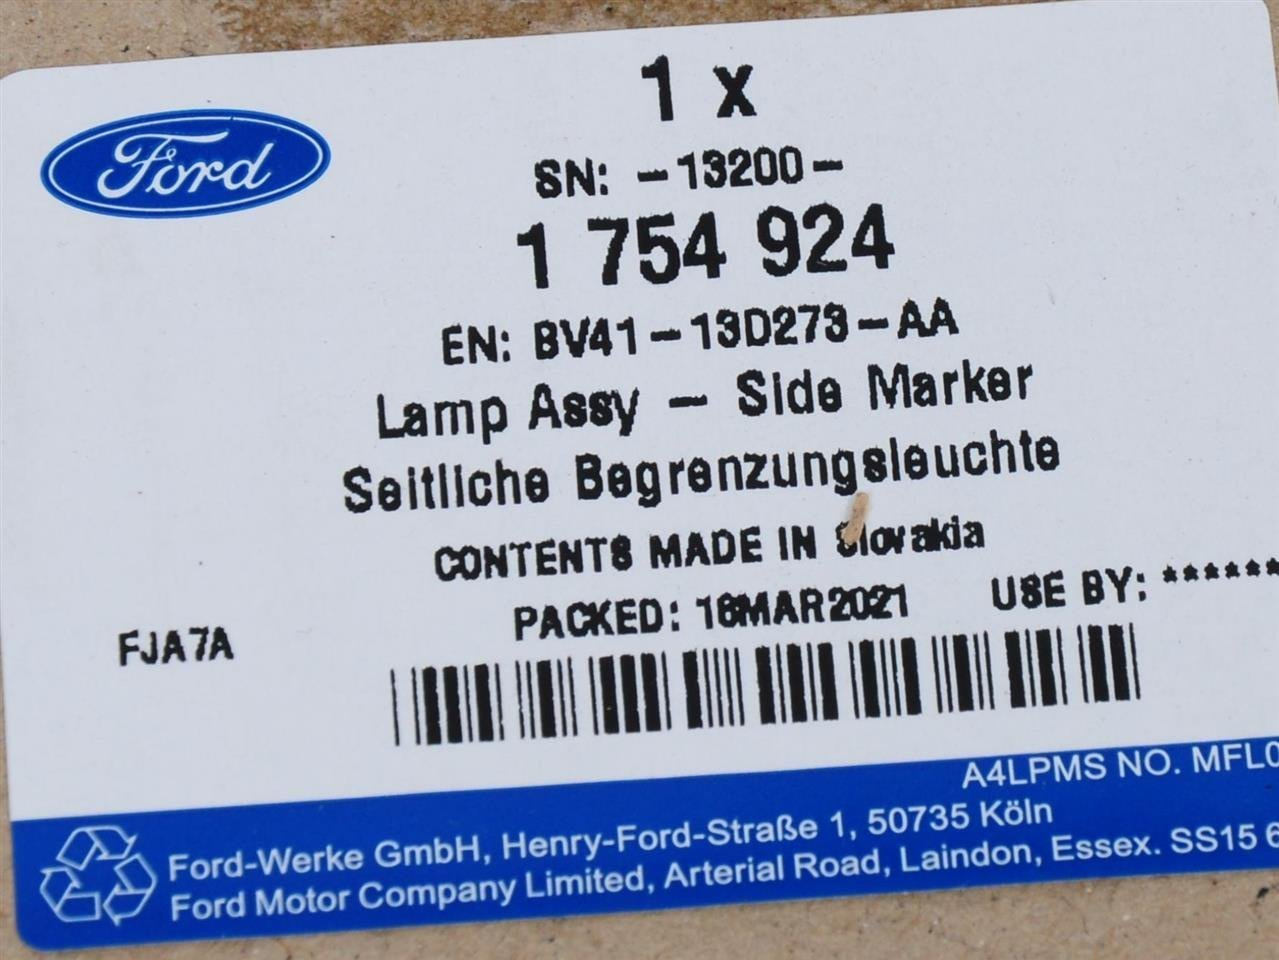 Ford
1 x
SN: -13200-
1 754 924
EN: BV41-13D273-AA
Lamp Assy - Side Marker
Seitliche Begrenzungsleuchte
CONTENTS MADE IN Slovakia
PACKED: 16MAR2021 USE BY: ******
FJA7A
A4LPMS NO. MFL0
Ford-Werke GmbH, Henry-Ford-Straße 1, 50735 Köln
Ford Motor Company Limited, Arterial Road, Laindon, Essex. SS15 6